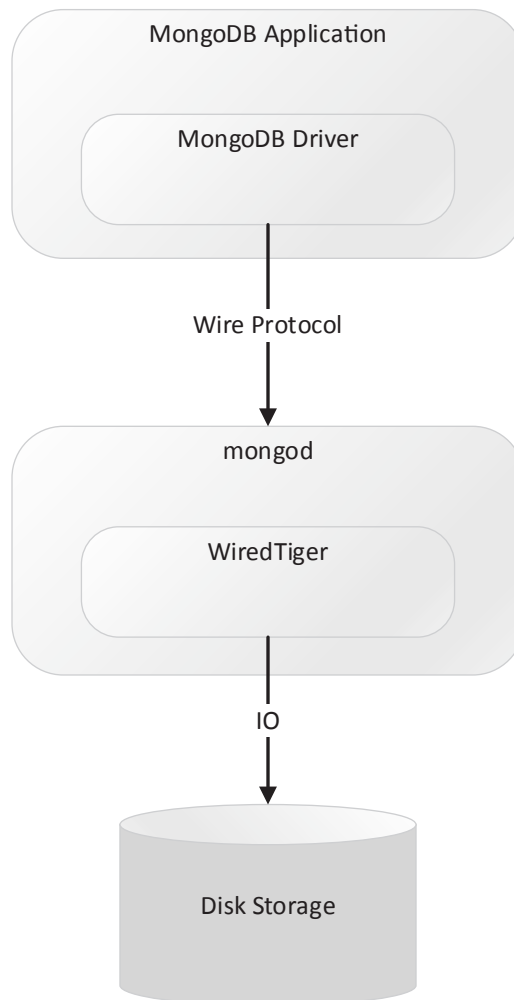 MongoDB Application
MongoDB Driver
Wire Protocol
mongod
WiredTiger
IO
Disk Storage